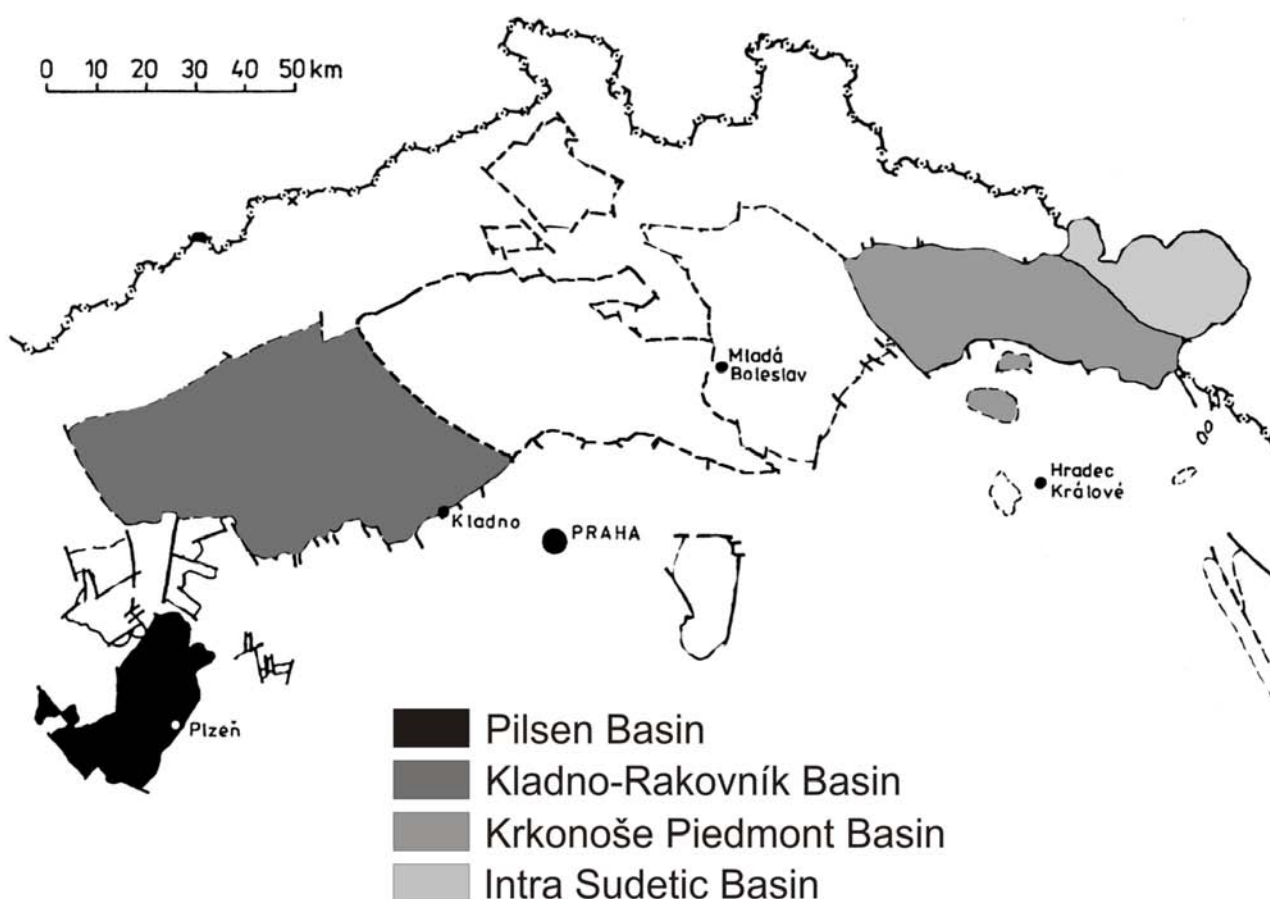 0 10 20 30 40 50 km
Mladá
Boleslav
Hradec
Králové
Kladno
PRAHA
Plzeň
Pilsen Basin
Kladno-Rakovník Basin
Krkonoše Piedmont Basin
Intra Sudetic Basin